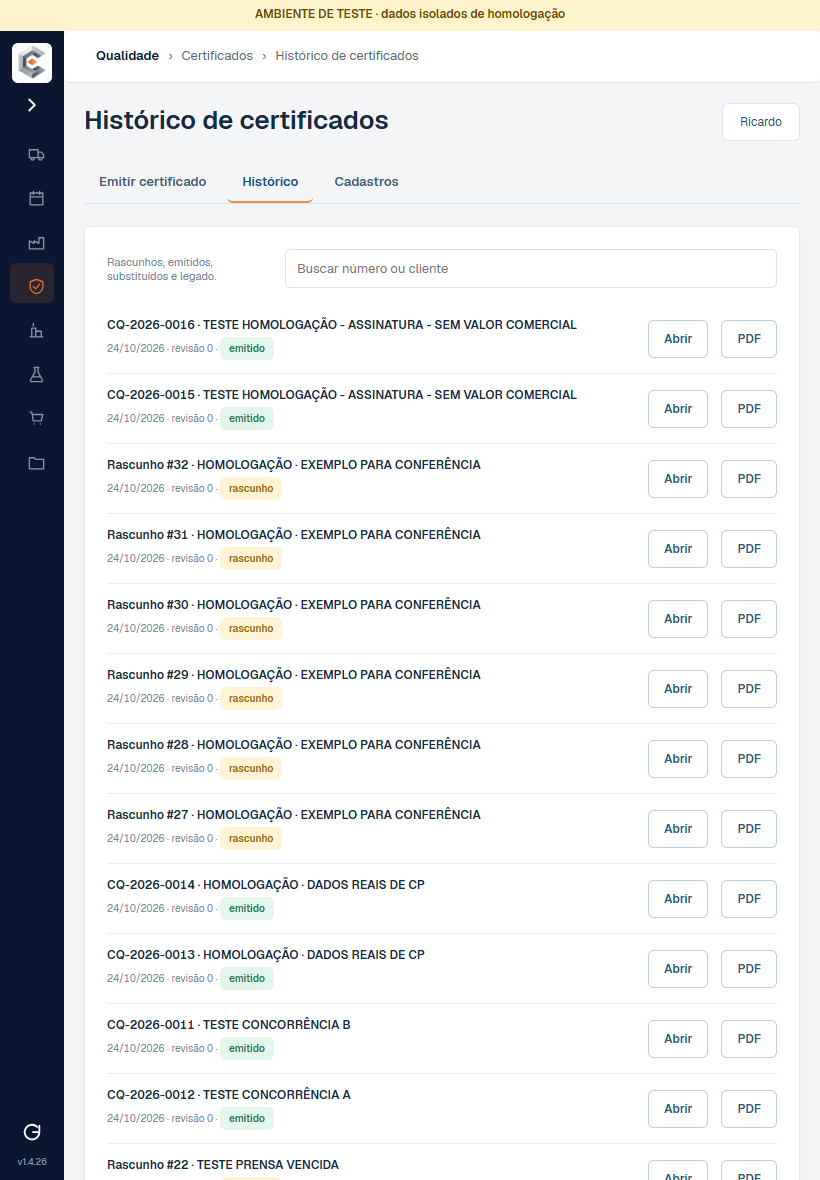 AMBIENTE DE TESTE · dados isolados de homologação
Qualidade › Certificados › Histórico de certificados
Histórico de certificados
Ricardo
Emitir certificado Histórico Cadastros
Rascunhos, emitidos,
substituídos e legado.
Buscar número ou cliente
CQ-2026-0016 · TESTE HOMOLOGAÇÃO - ASSINATURA - SEM VALOR COMERCIAL
24/10/2026 · revisão 0 · emitido
Abrir PDF
CQ-2026-0015 · TESTE HOMOLOGAÇÃO - ASSINATURA - SEM VALOR COMERCIAL
24/10/2026 · revisão 0 · emitido
Abrir PDF
Rascunho #32 · HOMOLOGAÇÃO · EXEMPLO PARA CONFERÊNCIA
24/10/2026 · revisão 0 · rascunho
Abrir PDF
Rascunho #31 · HOMOLOGAÇÃO · EXEMPLO PARA CONFERÊNCIA
24/10/2026 · revisão 0 · rascunho
Abrir PDF
Rascunho #30 · HOMOLOGAÇÃO · EXEMPLO PARA CONFERÊNCIA
24/10/2026 · revisão 0 · rascunho
Abrir PDF
Rascunho #29 · HOMOLOGAÇÃO · EXEMPLO PARA CONFERÊNCIA
24/10/2026 · revisão 0 · rascunho
Abrir PDF
Rascunho #28 · HOMOLOGAÇÃO · EXEMPLO PARA CONFERÊNCIA
24/10/2026 · revisão 0 · rascunho
Abrir PDF
Rascunho #27 · HOMOLOGAÇÃO · EXEMPLO PARA CONFERÊNCIA
24/10/2026 · revisão 0 · rascunho
Abrir PDF
CQ-2026-0014 · HOMOLOGAÇÃO · DADOS REAIS DE CP
24/10/2026 · revisão 0 · emitido
Abrir PDF
CQ-2026-0013 · HOMOLOGAÇÃO · DADOS REAIS DE CP
24/10/2026 · revisão 0 · emitido
Abrir PDF
CQ-2026-0011 · TESTE CONCORRÊNCIA B
24/10/2026 · revisão 0 · emitido
Abrir PDF
CQ-2026-0012 · TESTE CONCORRÊNCIA A
24/10/2026 · revisão 0 · emitido
Abrir PDF
Rascunho #22 · TESTE PRENSA VENCIDA
Abrir PDF
v1.4.26